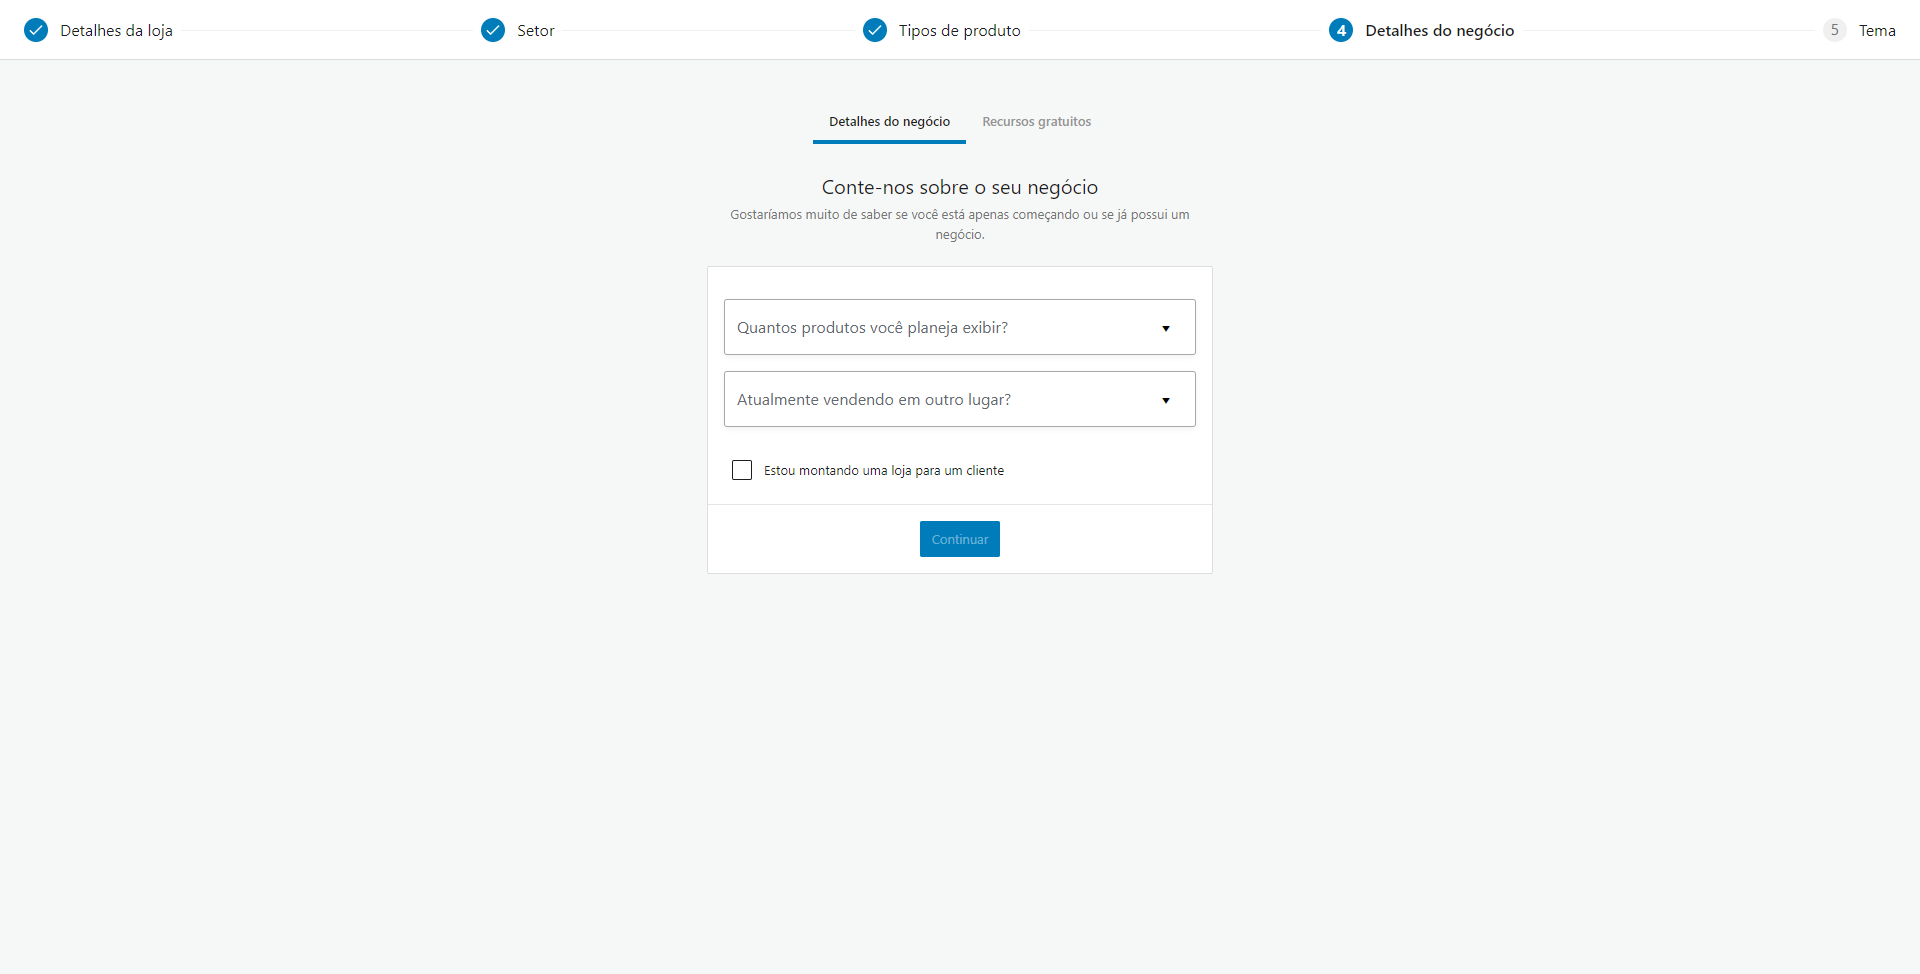 Detalhes da loja
Setor
Tipos de produto
4 Detalhes do negócio
5 Tema
Detalhes do negócio
Recursos gratuitos
Conte-nos sobre o seu negócio
Gostaríamos muito de saber se você está apenas começando ou se já possui um
negócio.
Quantos produtos você planeja exibir?
Atualmente vendendo em outro lugar?
Estou montando uma loja para um cliente
Continuar